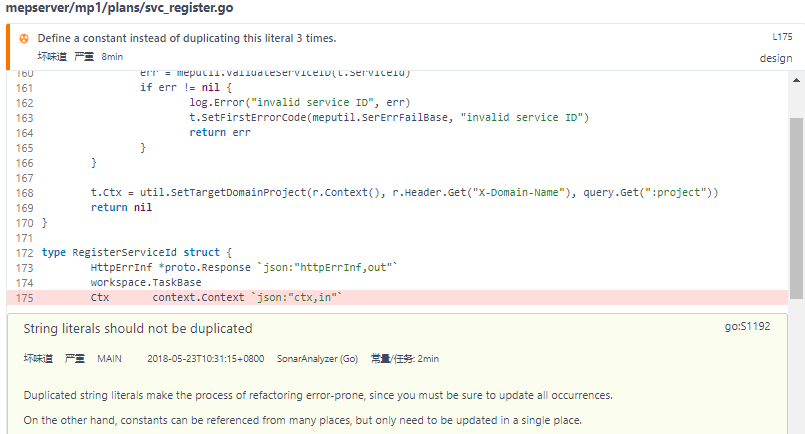 mepserver/mp1/plans/svc_register.go
Define a constant instead of duplicating this literal 3 times. L175
坏味道 严重 8min design
160 err = meputil.ValidateServiceID(t.ServiceId)
161 if err != nil {
162 log.Error("invalid service ID", err)
163 t.SetFirstErrorCode(meputil.SerErrFailBase, "invalid service ID")
164 return err
165 }
166 }
167
168 t.Ctx = util.SetTargetDomainProject(r.Context(), r.Header.Get("X-Domain-Name"), query.Get(":project"))
169 return nil
170 }
171
172 type RegisterServiceId struct {
173 HttpErrInf *proto.Response `json:"httpErrInf,out"`
174 workspace.TaskBase
175 Ctx context.Context `json:"ctx,in"`
String literals should not be duplicated go:S1192
坏味道 严重 MAIN 2018-05-23T10:31:15+0800 SonarAnalyzer (Go) 常量/任务: 2min
Duplicated string literals make the process of refactoring error-prone, since you must be sure to update all occurrences.
On the other hand, constants can be referenced from many places, but only need to be updated in a single place.